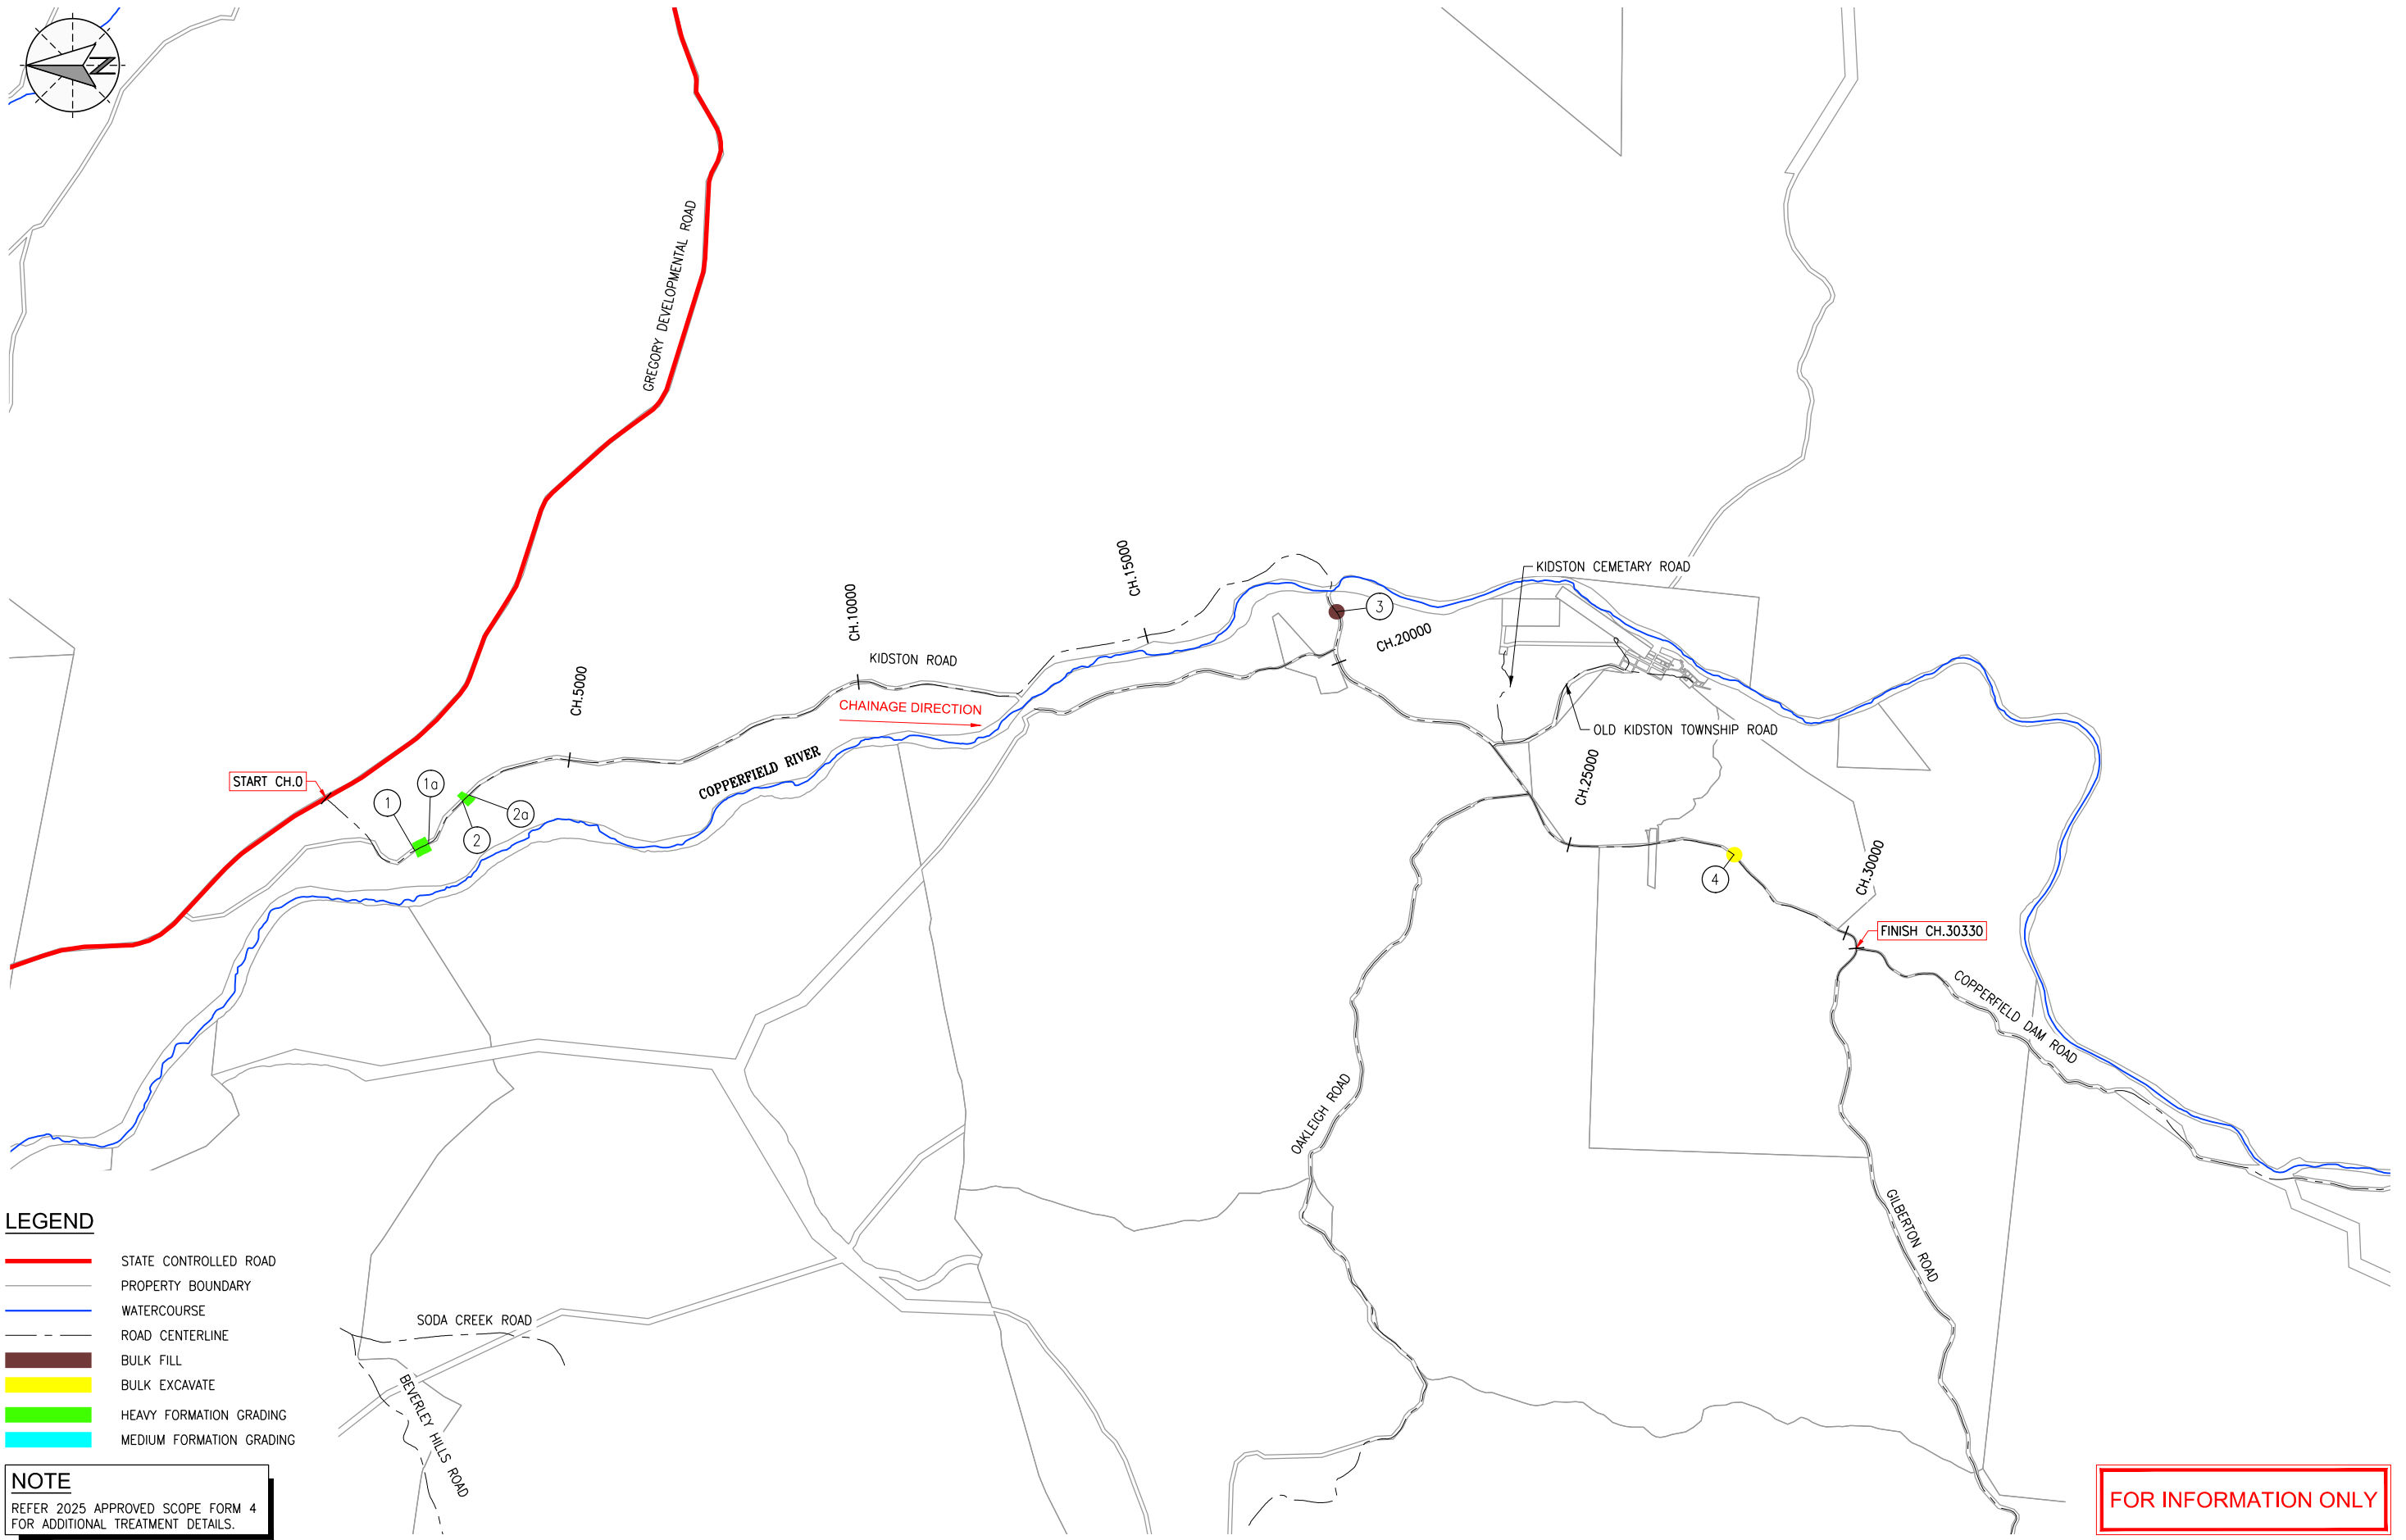 N
GREGORY DEVELOPMENTAL ROAD
KIDSTON CEMETARY ROAD
CH.15000
3
CH.20000
CH.10000
KIDSTON ROAD
CH.5000
CHAINAGE DIRECTION
OLD KIDSTON TOWNSHIP ROAD
COPPERFIELD RIVER
CH.25000
START CH.0
1
1a
2a
2
4
CH.30000
FINISH CH.30330
COPPERFIELD DAM ROAD
OAKLEIGH ROAD
GILBERTON ROAD
SODA CREEK ROAD
BEVERLEY HILLS ROAD
LEGEND
STATE CONTROLLED ROAD
PROPERTY BOUNDARY
WATERCOURSE
ROAD CENTERLINE
BULK FILL
BULK EXCAVATE
HEAVY FORMATION GRADING
MEDIUM FORMATION GRADING
NOTE
REFER 2025 APPROVED SCOPE FORM 4
FOR ADDITIONAL TREATMENT DETAILS.
FOR INFORMATION ONLY